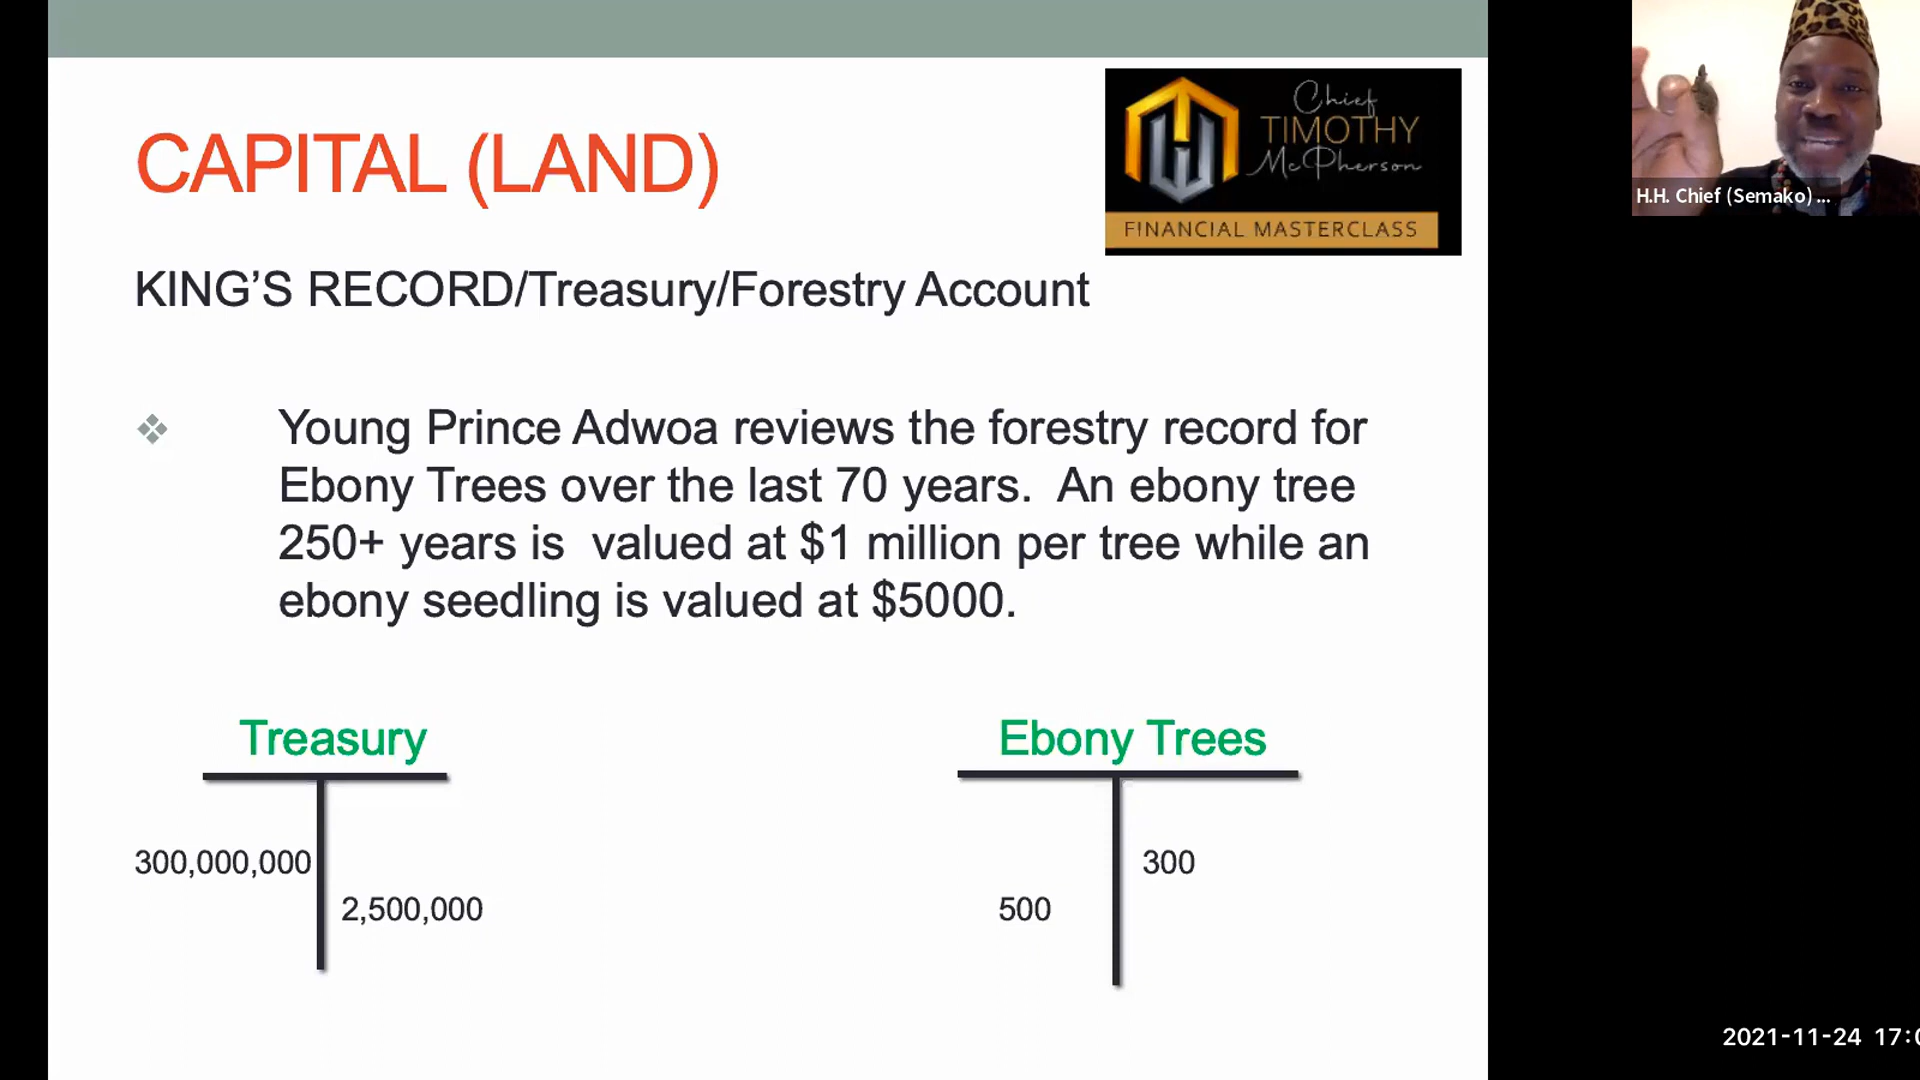 CAPITAL (LAND)
Chief
TIMOTHY
McPherson
FINANCIAL MASTERCLASS
H.H. Chief (Semako) ...
KING’S RECORD/Treasury/Forestry Account
Young Prince Adwoa reviews the forestry record for
Ebony Trees over the last 70 years. An ebony tree
250+ years is valued at $1 million per tree while an
ebony seedling is valued at $5000.
Treasury
300,000,000
2,500,000
Ebony Trees
300
500
2021-11-24 17:0